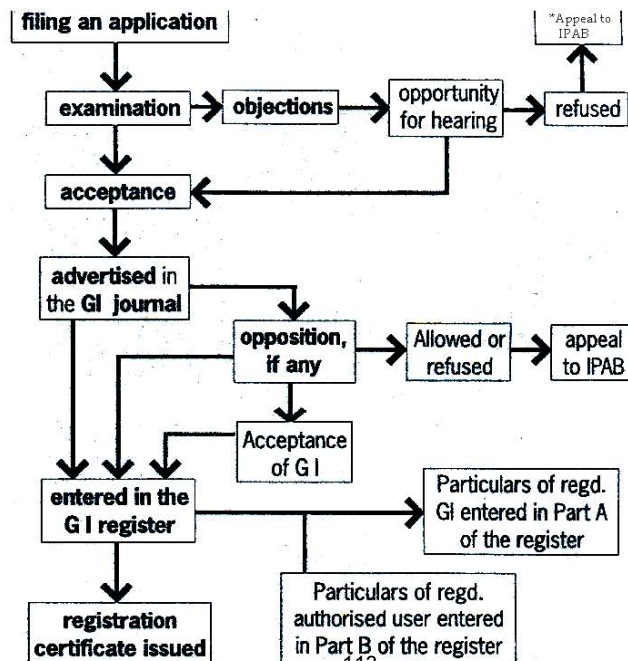 filing an application
*Appeal to
IPAB
examination
objections
opportunity
for hearing
refused
acceptance
advertised in
the GI journal
opposition,
if any
Allowed or
refused
appeal
to IPAB
Acceptance
of G I
entered in the
G I register
Particulars of regd.
GI entered in Part A
of the register
registration
certificate issued
Particulars of regd.
authorised user entered
in Part B of the register
113